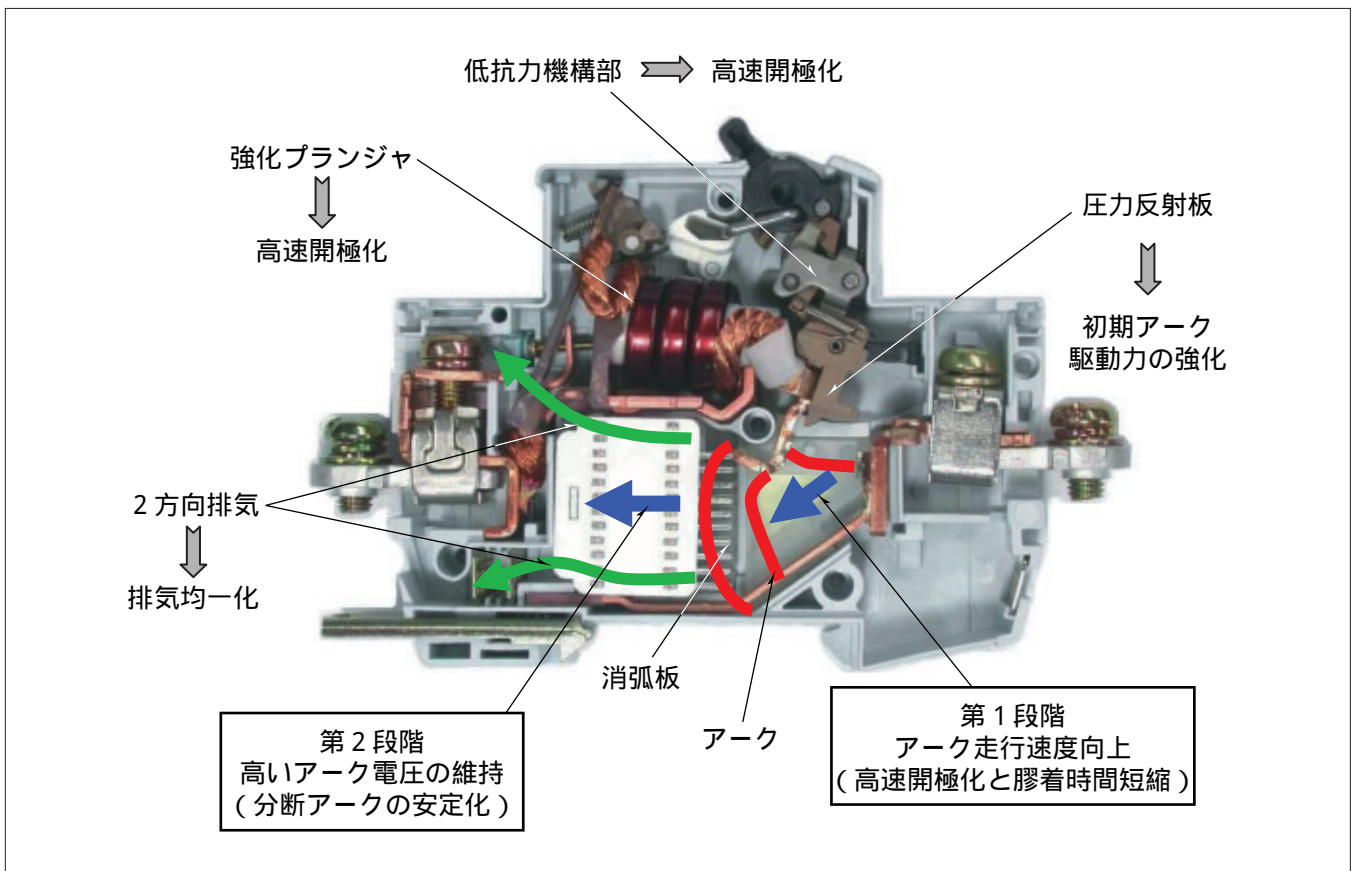 低抗力機構部
高速開極化
強化プランジャ
高速開極化
圧力反射板
初期アーク
駆動力の強化
2方向排気
排気均一化
消弧板
アーク
第2段階
高いアーク電圧の維持
(分断アークの安定化)
第1段階
アーク走行速度向上
(高速開極化と膠着時間短縮)